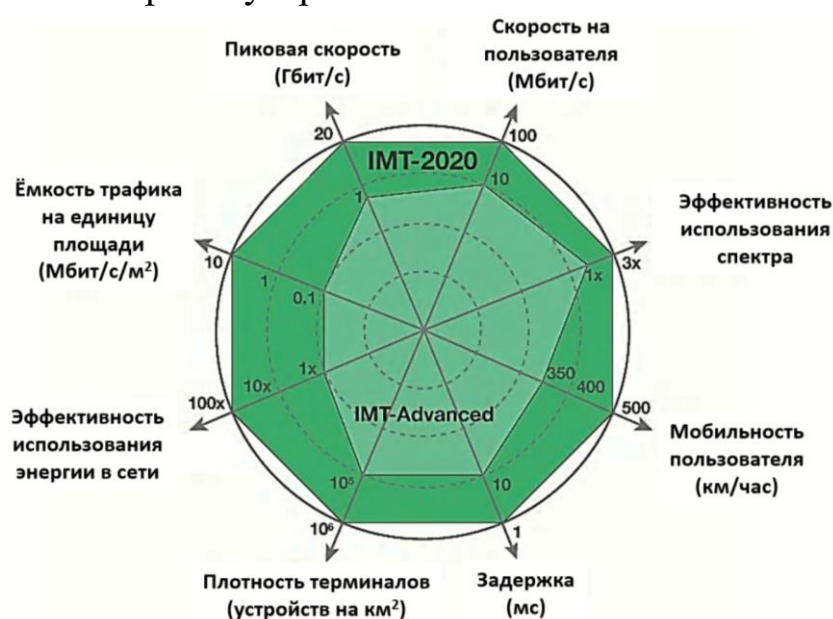 Пиковая скорость
(Гбит/с)
Скорость на
пользователя
(Мбит/с)
20
100
IMT-2020
1
10
Ёмкость трафика
на единицу
площади
(Мбит/с/м²)
Эффективность
использования
спектра
10
1
0.1
1x
3x
1x
10x
100x
350
400
500
Эффективность
использования
энергии в сети
IMT-Advanced
Мобильность
пользователя
(км/час)
10⁵
10
10⁶
1
Плотность терминалов
(устройств на км²)
Задержка
(мс)